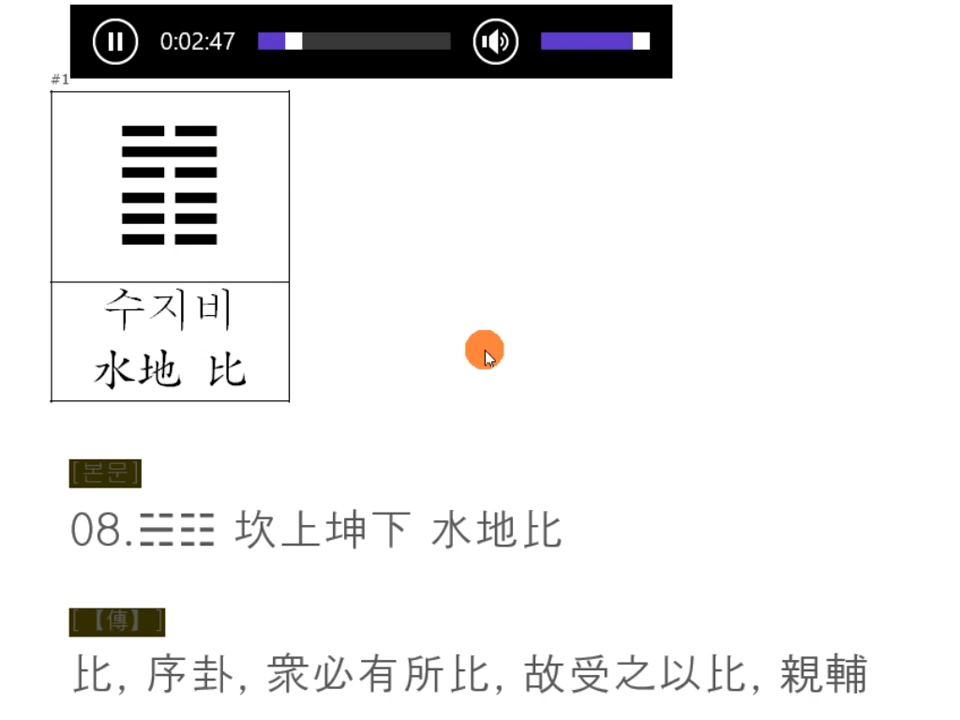 0:02:47
#1
수지비
水地 比
[본문]
08.☵☷ 坎上坤下 水地比
[【傳】]
比, 序卦, 衆必有所比, 故受之以比, 親輔